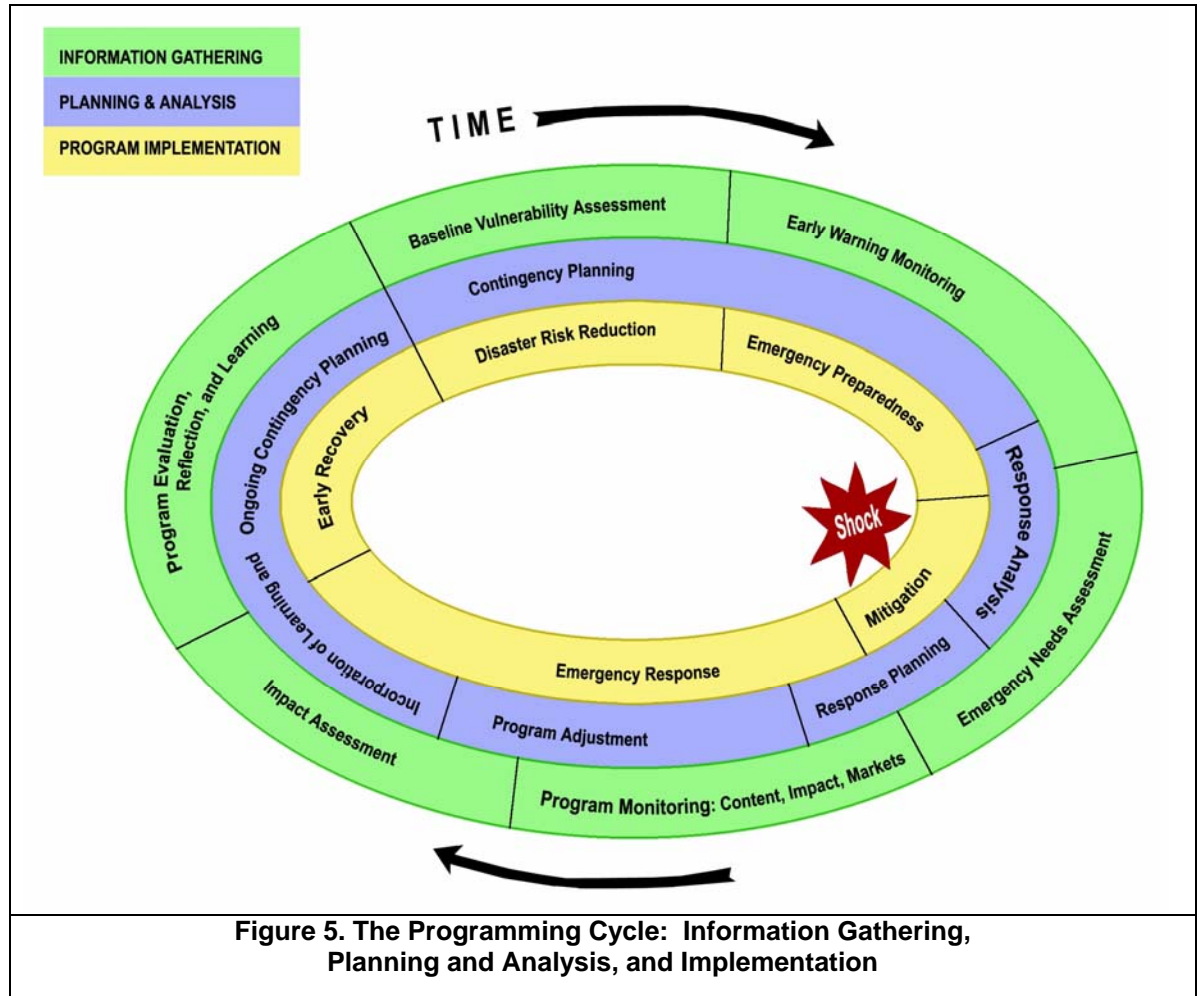 INFORMATION GATHERING
PLANNING & ANALYSIS
PROGRAM IMPLEMENTATION
TIME
Baseline Vulnerability Assessment
Early Warning Monitoring
Contingency Planning
Disaster Risk Reduction
Emergency Preparedness
Program Evaluation,
Reflection, and Learning
Ongoing Contingency Planning
Early Recovery
Shock
Response Analysis
Mitigation
Emergency Needs Assessment
Incorporation of Learning and
Emergency Response
Response Planning
Impact Assessment
Program Adjustment
Program Monitoring: Content, Impact, Markets
Figure 5. The Programming Cycle: Information Gathering,
Planning and Analysis, and Implementation